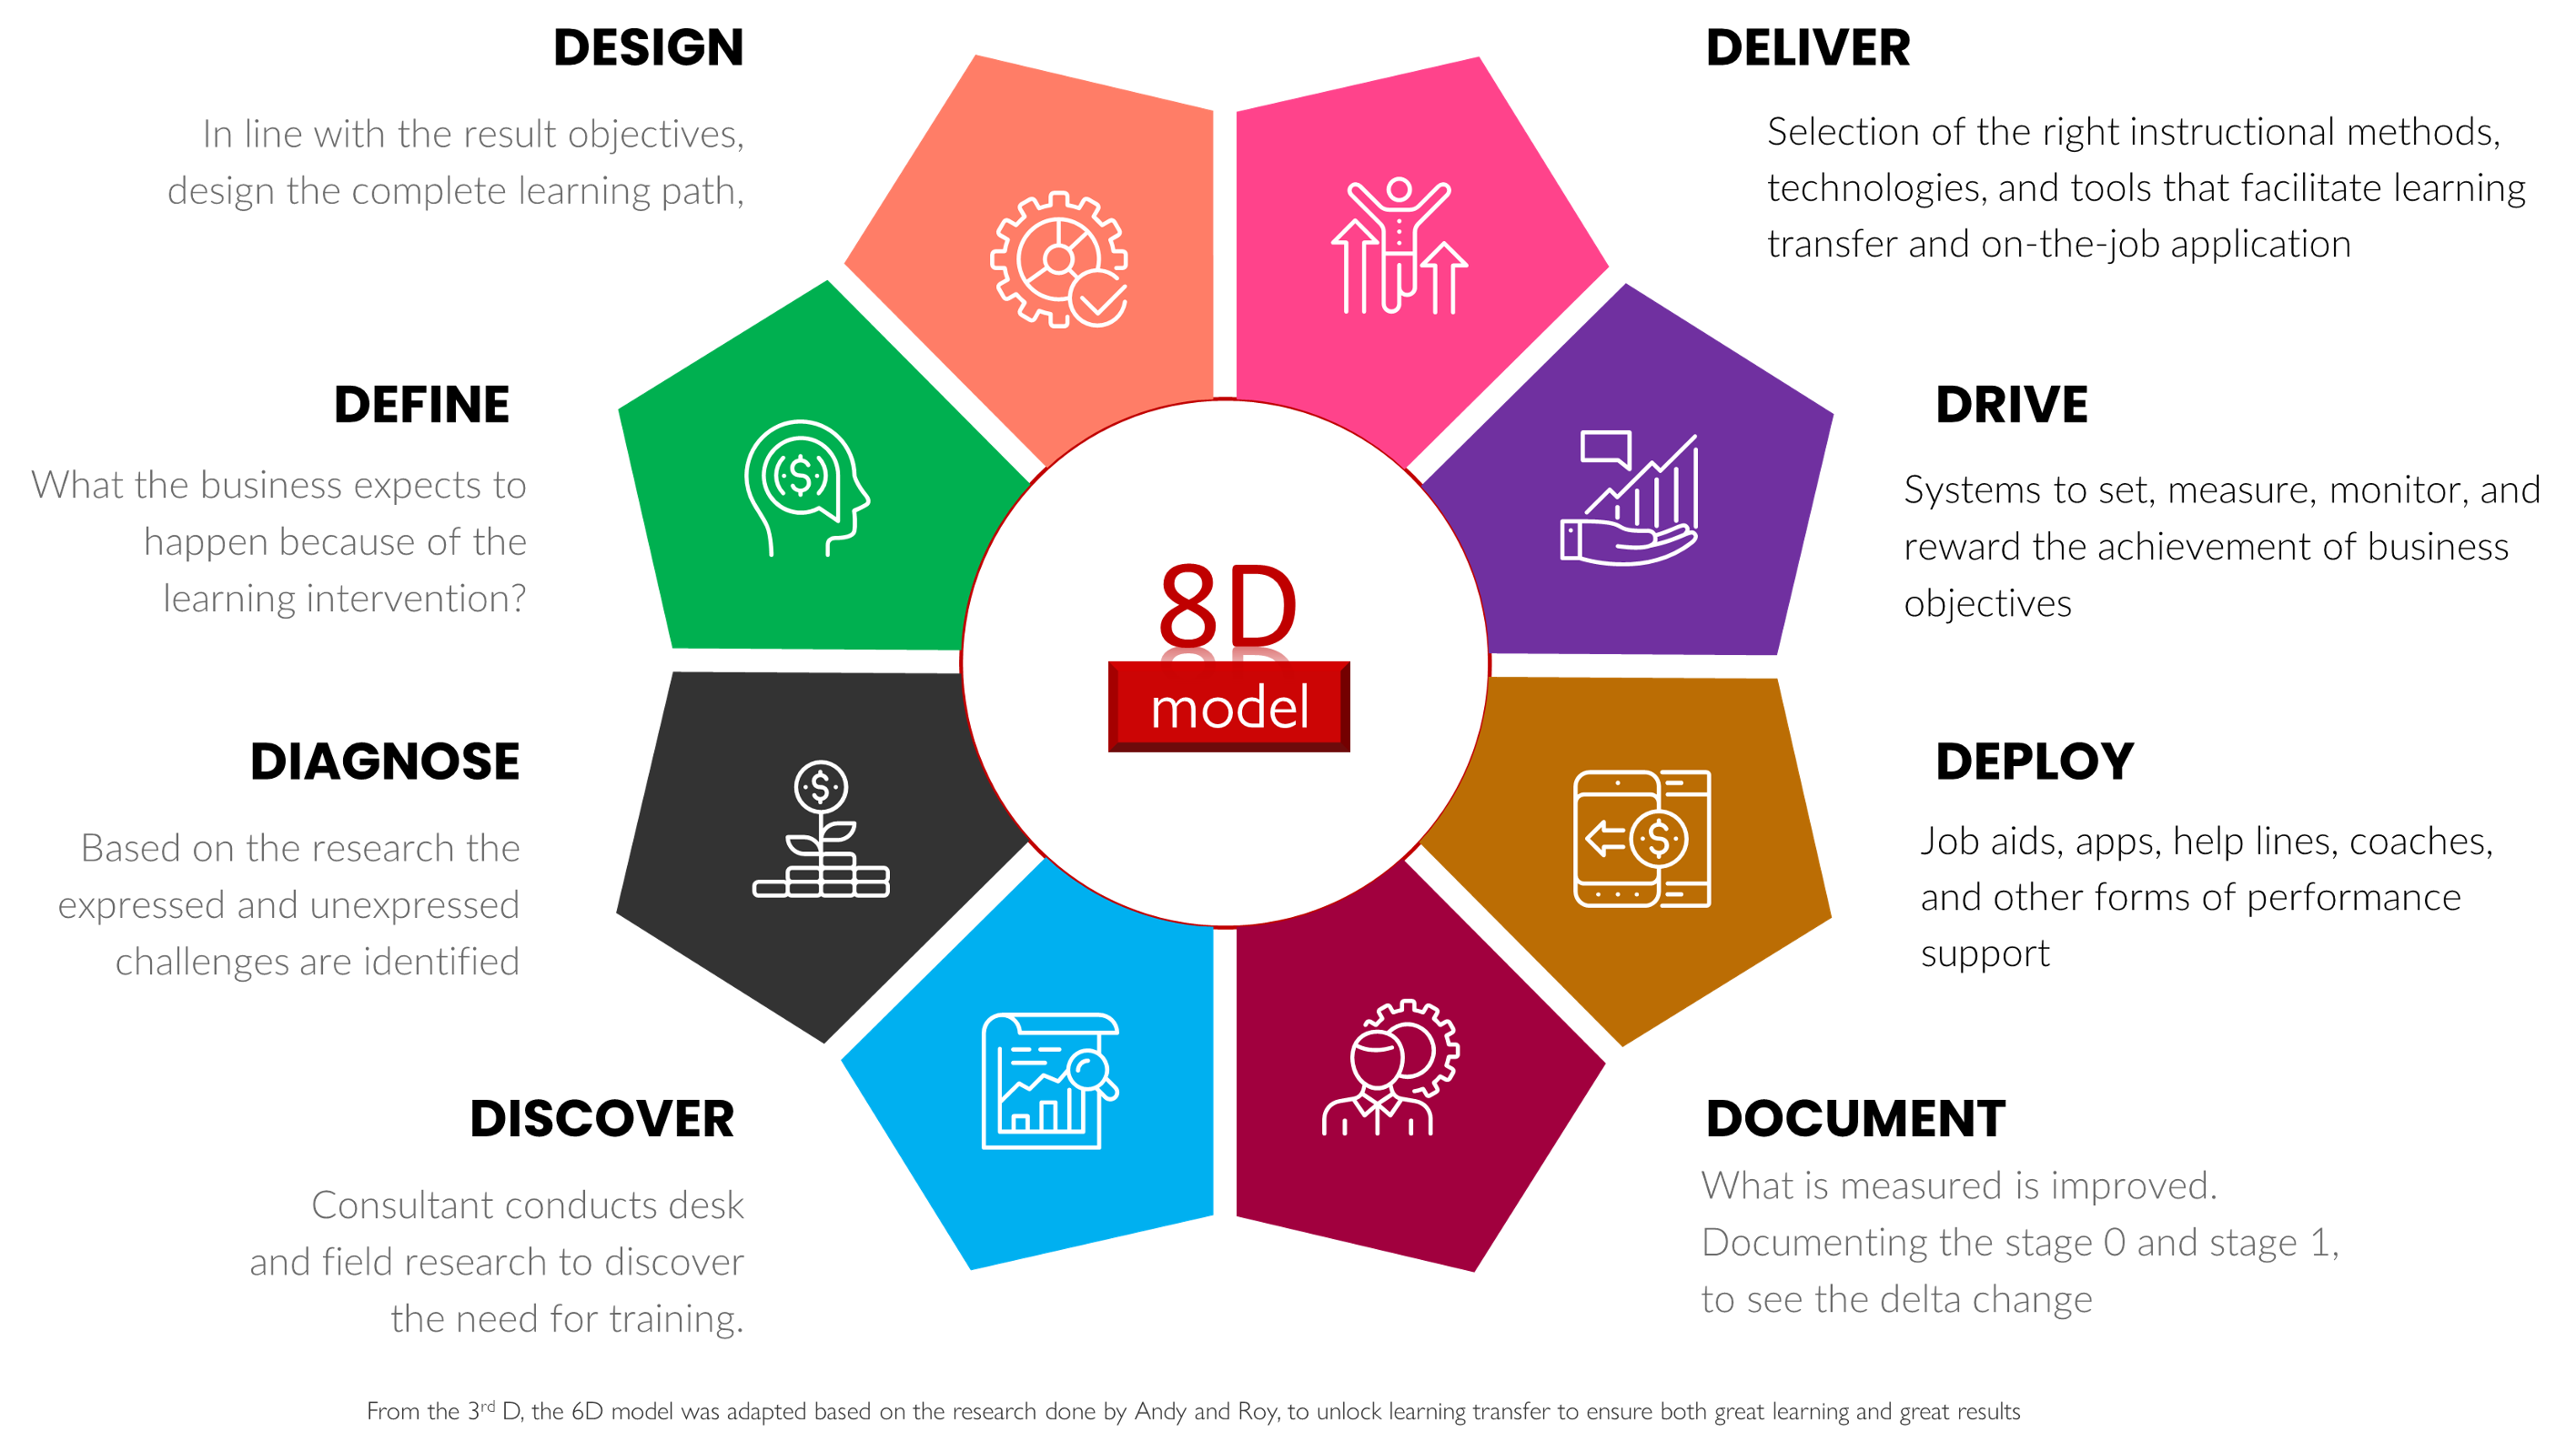 DESIGN
In line with the result objectives,
design the complete learning path,
DEFINE
What the business expects to
happen because of the
learning intervention?
DIAGNOSE
Based on the research the
expressed and unexpressed
challenges are identified
DISCOVER
Consultant conducts desk
and field research to discover
the need for training.
8D
model
DELIVER
Selection of the right instructional methods,
technologies, and tools that facilitate learning
transfer and on-the-job application
DRIVE
Systems to set, measure, monitor, and
reward the achievement of business
objectives
DEPLOY
Job aids, apps, help lines, coaches,
and other forms of performance
support
DOCUMENT
What is measured is improved.
Documenting the stage 0 and stage 1,
to see the delta change
From the 3rd D, the 6D model was adapted based on the research done by Andy and Roy, to unlock learning transfer to ensure both great learning and great results